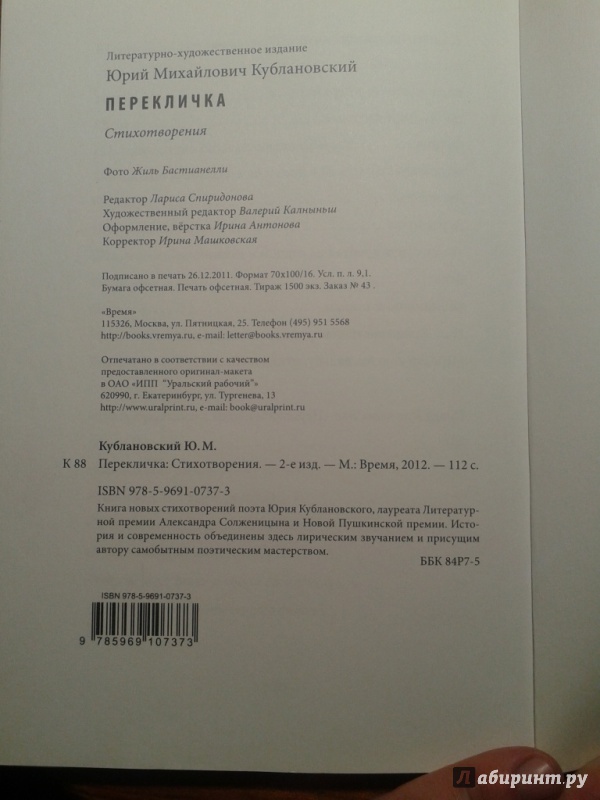 Литературно-художественное издание
Юрий Михайлович Кублановский
ПЕРЕКЛИЧКА
Стихотворения
Фото Жиль Бастианелли
Редактор Лариса Спиридонова
Художественный редактор Валерий Калныньш
Оформление, вёрстка Ирина Антонова
Корректор Ирина Машковская
Подписано в печать 26.12.2011. Формат 70х100/16. Усл. п. л. 9,1.
Бумага офсетная. Печать офсетная. Тираж 1500 экз. Заказ № 43 .
«Время»
115326, Москва, ул. Пятницкая, 25. Телефон (495) 951 5568
http://books.vremya.ru, e-mail: letter@books.vremya.ru
Отпечатано в соответствии с качеством
предоставленного оригинал-макета
в ОАО «ИПП "Уральский рабочий"»
620990, г. Екатеринбург, ул. Тургенева, 13
http://www.uralprint.ru, e-mail: book@uralprint.ru
Кублановский Ю. М.
К 88 Перекличка: Стихотворения. — 2-е изд. — М.: Время, 2012. — 112 с.
ISBN 978-5-9691-0737-3
Книга новых стихотворений поэта Юрия Кублановского, лауреата Литератур-
ной премии Александра Солженицына и Новой Пушкинской премии. Исто-
рия и современность объединены здесь лирическим звучанием и присущим
автору самобытным поэтическим мастерством.
ББК 84Р7-5
ISBN 978-5-9691-0737-3
9 785969 107373
Лабиринт.ру